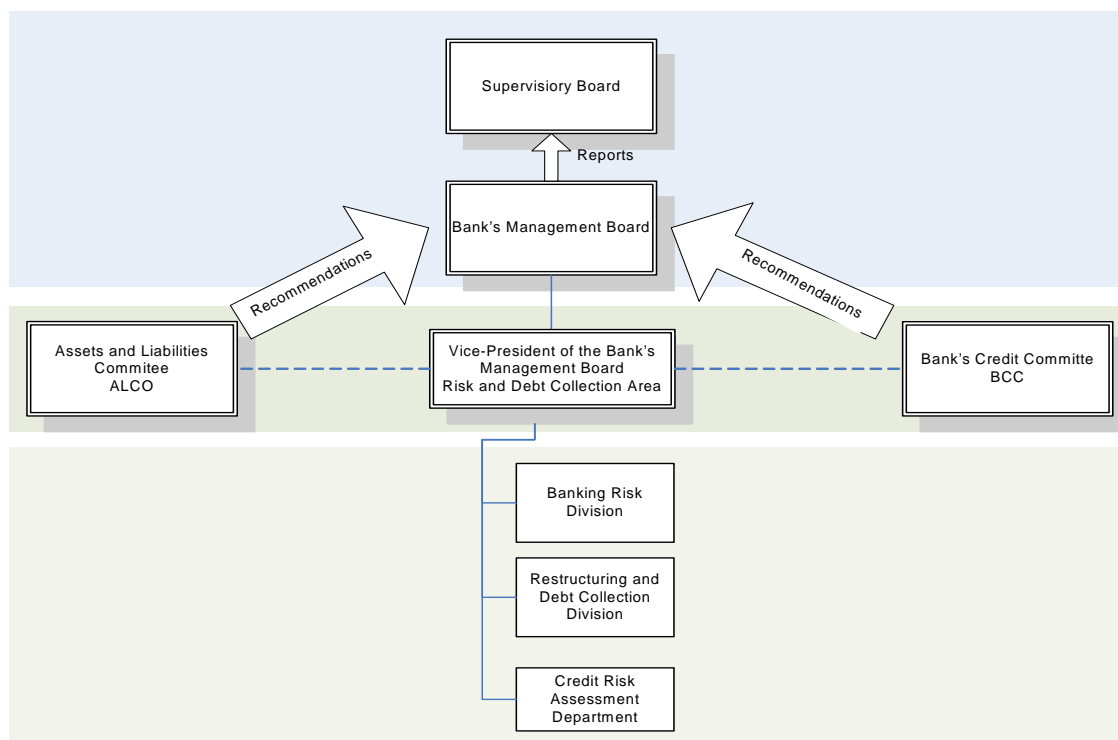 Supervisiory Board
Reports
Bank's Management Board
Recommendations
Recommendations
Assets and Liabilities
Commitee
ALCO
Vice-President of the Bank's
Management Board
Risk and Debt Collection Area
Bank's Credit Committe
BCC
Banking Risk
Division
Restructuring and
Debt Collection
Division
Credit Risk
Assessment
Department